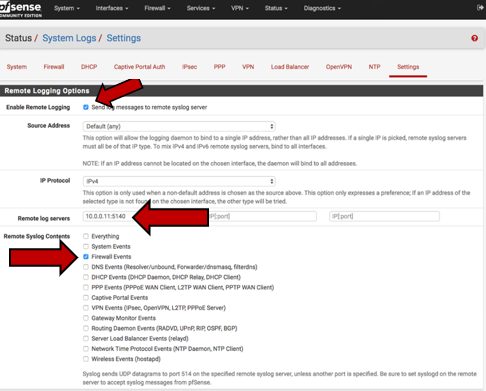 pfSense
COMMUNITY EDITION
System Interfaces Firewall Services VPN Status Diagnostics
Status / System Logs / Settings
System Firewall DHCP Captive Portal Auth IPsec PPP VPN Load Balancer OpenVPN NTP Settings
Remote Logging Options
Enable Remote Logging Send log messages to remote syslog server
Source Address Default (any)
This option will allow the logging daemon to bind to a single IP address, rather than all IP addresses. If a single IP is picked, remote syslog servers
must all be of that IP type. To mix IPv4 and IPv6 remote syslog servers, bind to all interfaces.
NOTE: If an IP address cannot be located on the chosen interface, the daemon will bind to all addresses.
IP Protocol IPv4
This option is only used when a non-default address is chosen as the source above. This option only expresses a preference; If an IP address of the
selected type is not found on the chosen interface, the other type will be tried.
Remote log servers 10.0.0.11:5140 IP[:port] IP[:port]
Remote Syslog Contents Everything
System Events
Firewall Events
DNS Events (Resolver/unbound, Forwarder/dnsmasq, filterdns)
DHCP Events (DHCP Daemon, DHCP Relay, DHCP Client)
PPP Events (PPPoE WAN Client, L2TP WAN Client, PPTP WAN Client)
Captive Portal Events
VPN Events (IPsec, OpenVPN, L2TP, PPPoE Server)
Gateway Monitor Events
Routing Daemon Events (RADVD, UPnP, RIP, OSPF, BGP)
Server Load Balancer Events (relayd)
Network Time Protocol Events (NTP Daemon, NTP Client)
Wireless Events (hostapd)
Syslog sends UDP datagrams to port 514 on the specified remote syslog server, unless another port is specified. Be sure to set syslogd on the remote
server to accept syslog messages from pfSense.